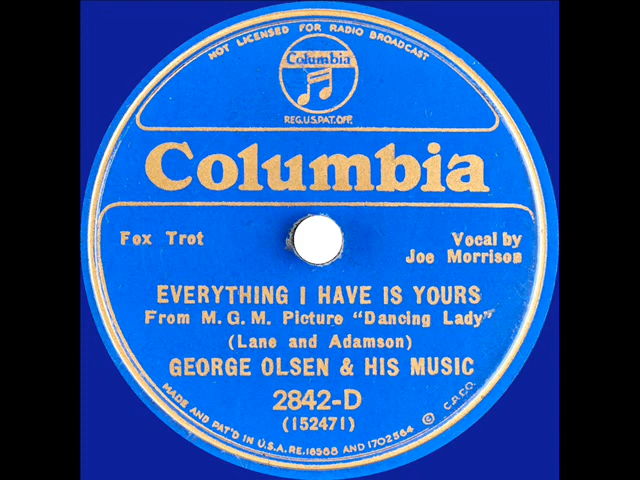 NOT LICENSED FOR RADIO BROADCAST
Columbia
REG.U.S.PAT.OFF.
Columbia
Fox Trot
Vocal by
Joe Morrison
EVERYTHING I HAVE IS YOURS
From M.G.M. Picture "Dancing Lady"
(Lane and Adamson)
GEORGE OLSEN & HIS MUSIC
2842-D
(152471)
MADE AND PAT'D IN U.S.A. RE. 16588 AND 1702564 © C.P.CO.